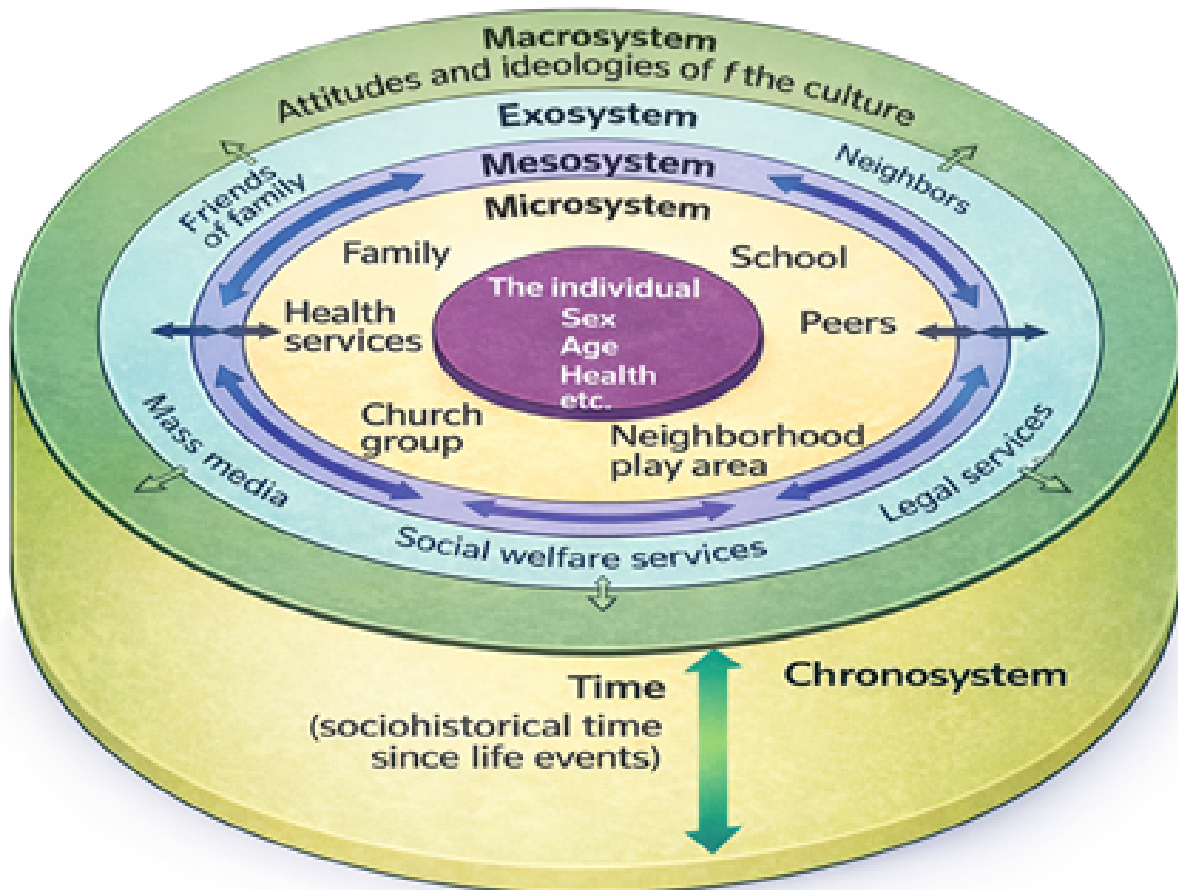 Macrosystem
Attitudes and ideologies of f the culture
Exosystem
Mesosystem
Microsystem
Friends
of family
Neighbors
Family
School
The individual
Sex
Age
Health
etc.
Health
services
Peers
Church
group
Neighborhood
play area
Mass media
Legal services
Social welfare services
Time
(sociohistorical time
since life events)
Chronosystem